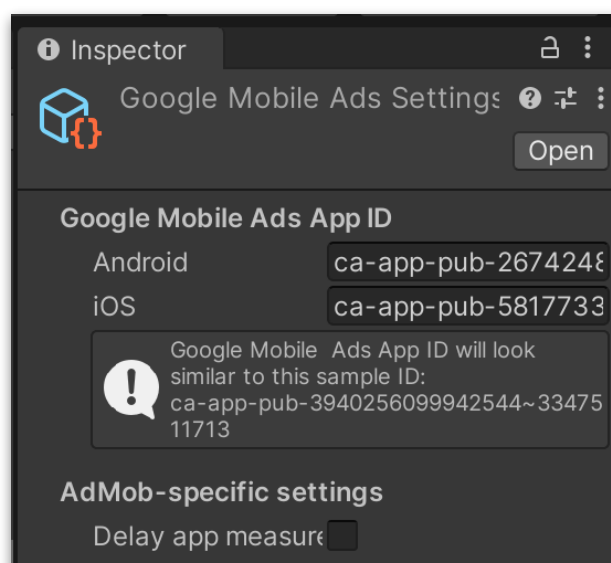 Inspector
Google Mobile Ads Settings
Open
Google Mobile Ads App ID
Android ca-app-pub-2674248
iOS ca-app-pub-5817733
Google Mobile  Ads App ID will look
similar to this sample ID:
ca-app-pub-3940256099942544~33475
11713
AdMob-specific settings
Delay app measure